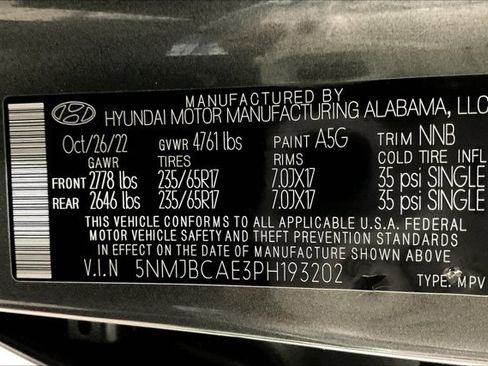 MANUFACTURED BY
HYUNDAI MOTOR MANUFACTURING ALABAMA, LLC
Oct/26/22 GVWR 4761 lbs PAINT A5G TRIM NNB
GAWR TIRES RIMS COLD TIRE INFL
FRONT 2778 lbs 235/65R17 7.0JX17 35 psi SINGLE
REAR 2646 lbs 235/65R17 7.0JX17 35 psi SINGLE
THIS VEHICLE CONFORMS TO ALL APPLICABLE U.S.A. FEDERAL
MOTOR VEHICLE SAFETY AND THEFT PREVENTION STANDARDS
IN EFFECT ON THE DATE OF MANUFACTURE SHOWN ABOVE.
V.I.N 5NMJBCAE3PH193202 TYPE: MPV